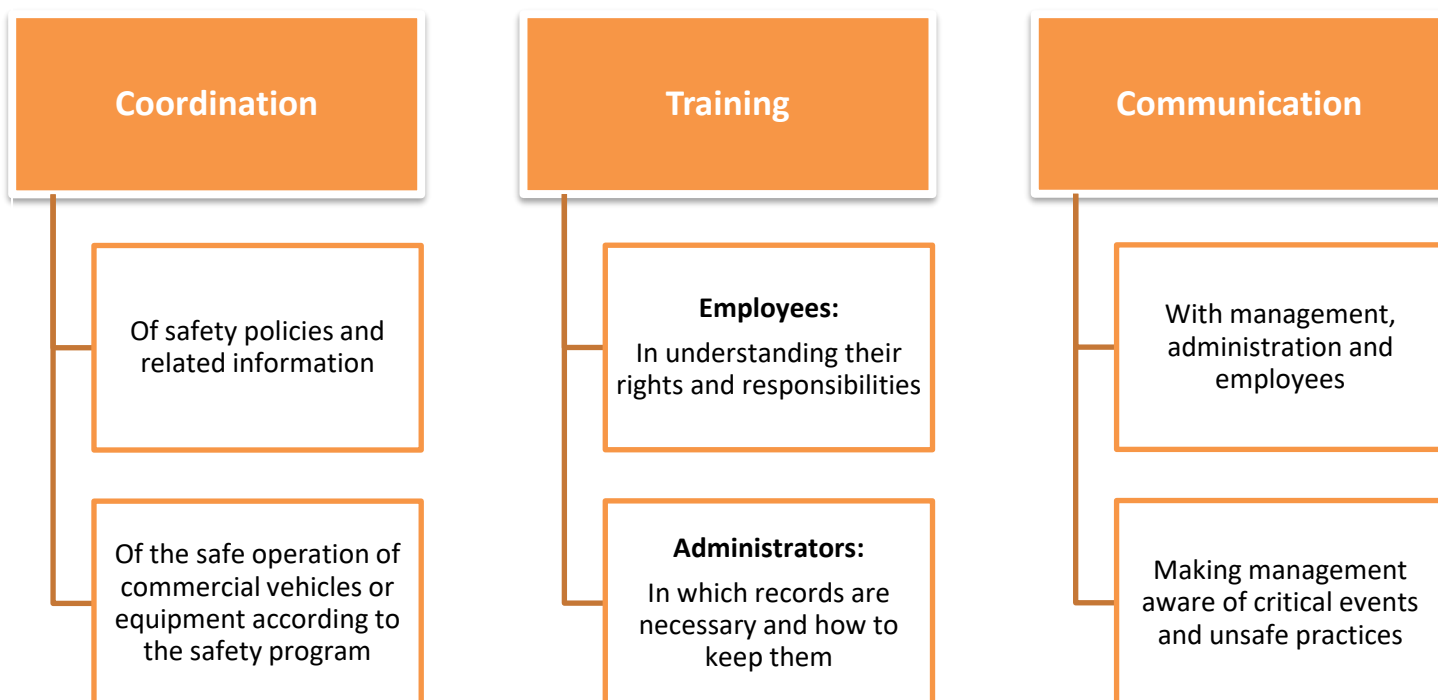 Coordination
Of safety policies and
related information
Of the safe operation of
commercial vehicles or
equipment according to
the safety program
Training
Employees:
In understanding their
rights and responsibilities
Administrators:
In which records are
necessary and how to
keep them
Communication
With management,
administration and
employees
Making management
aware of critical events
and unsafe practices